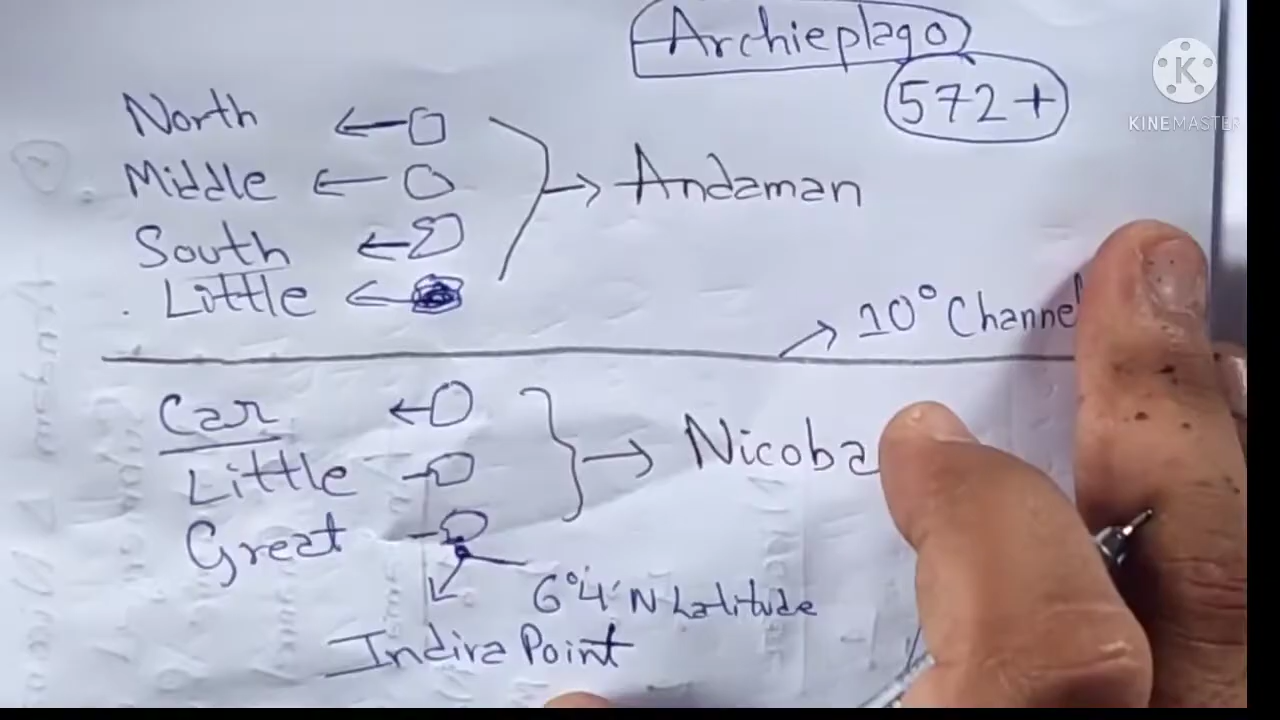 Archieplago
572+
North
Middle
South
Little
Andaman
10° Channel
Car
Little
Great
Nicoba
6°4' N Latitude
Indira Point
K
KINEMASTER